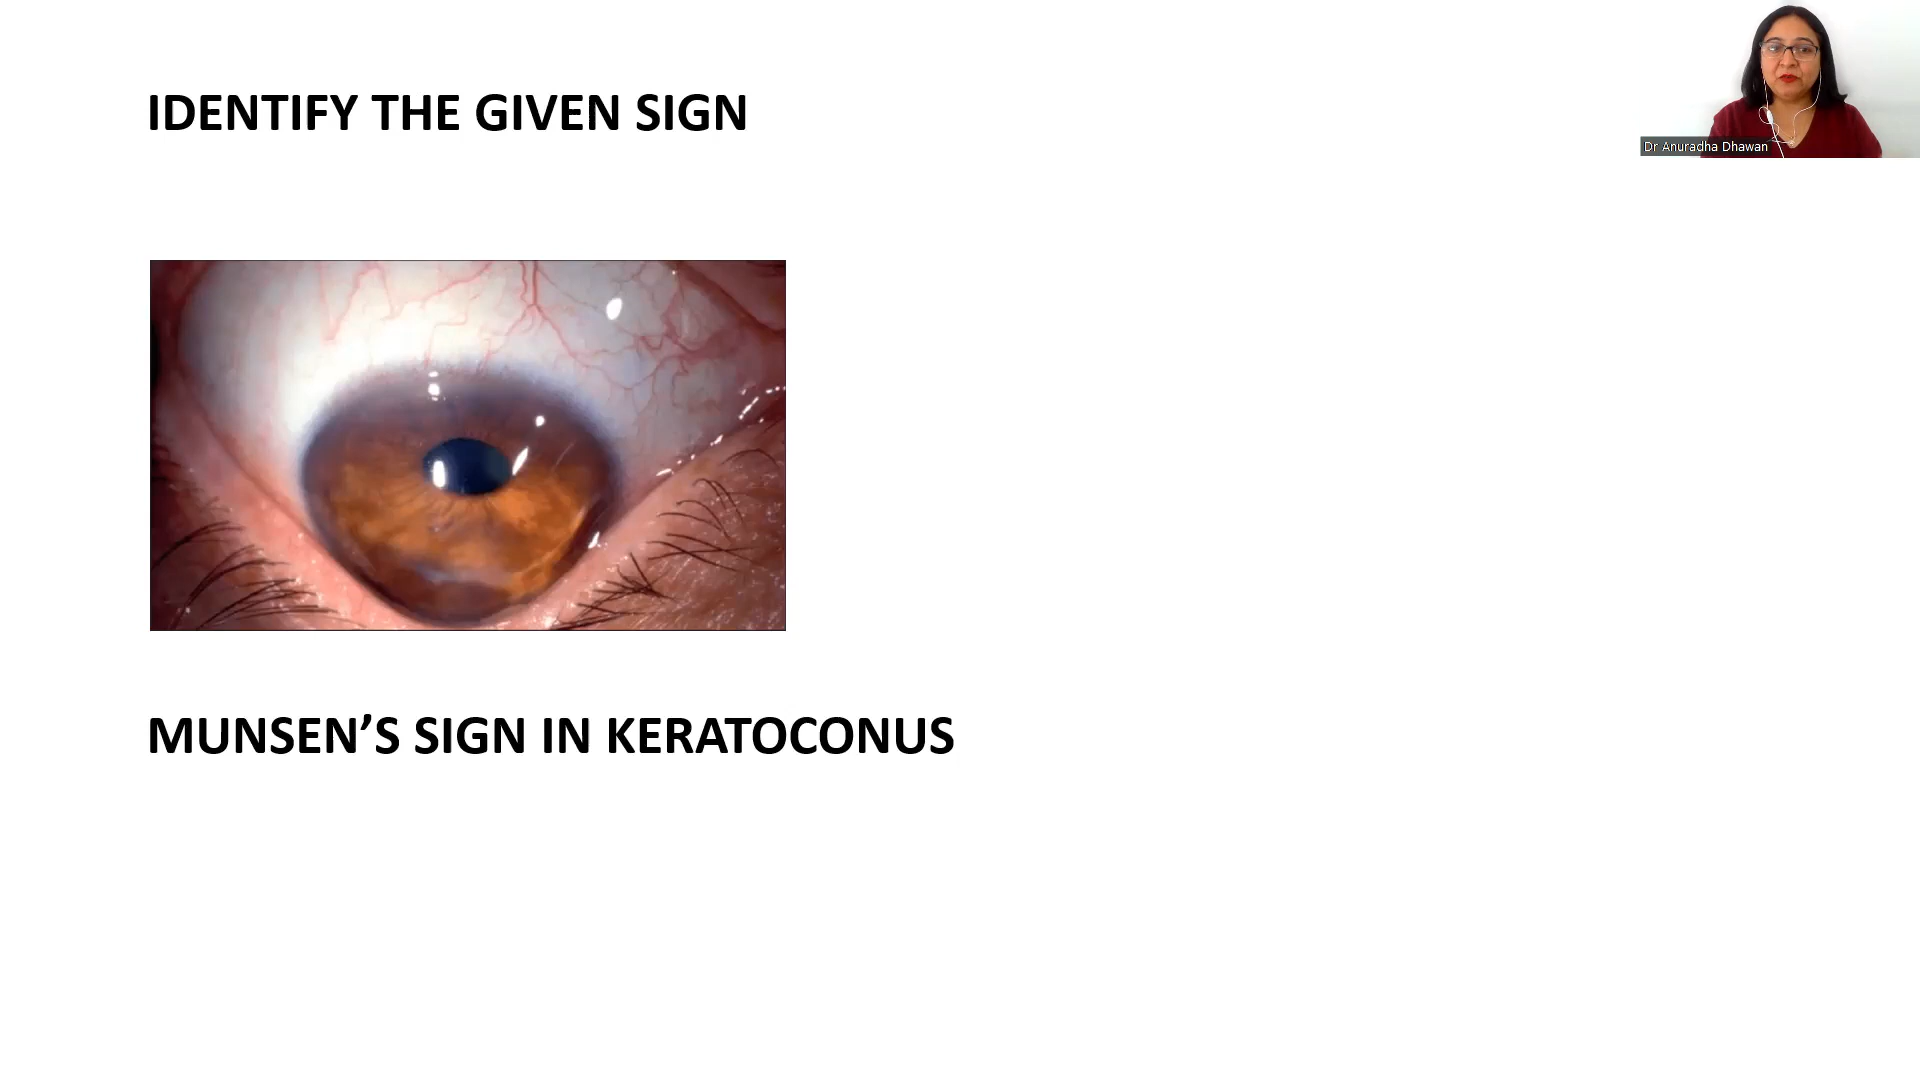 IDENTIFY THE GIVEN SIGN
Dr Anuradha Dhawan
MUNSEN’S SIGN IN KERATOCONUS